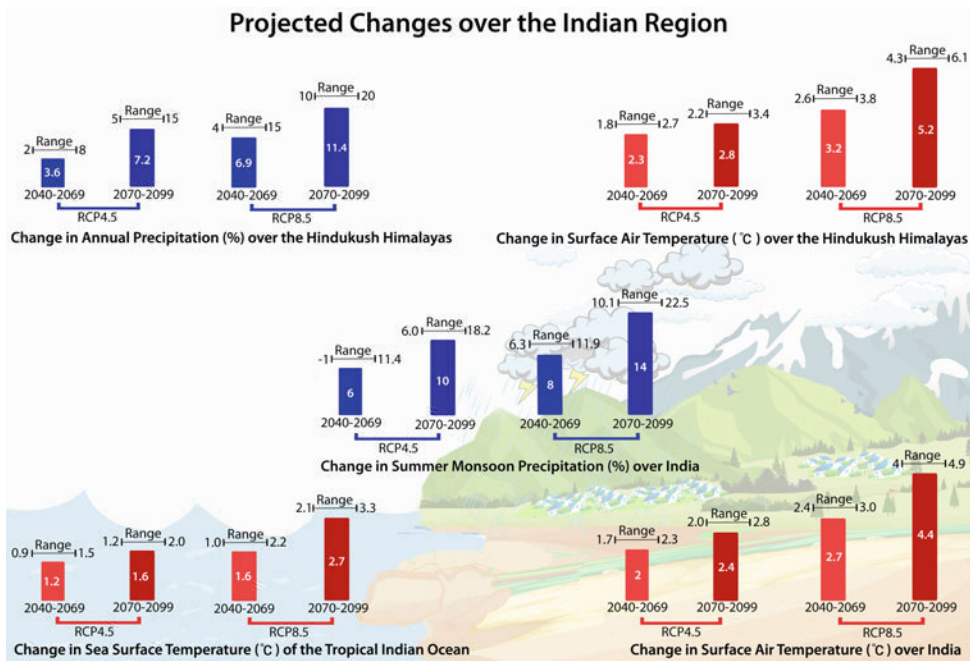 Projected Changes over the Indian Region
2 Range 8
3.6
2040-2069
5 Range 15
7.2
2070-2099
RCP4.5
4 Range 15
6.9
2040-2069
10 Range 20
11.4
2070-2099
RCP8.5
Change in Annual Precipitation (%) over the Hindukush Himalayas
1.8 Range 2.7
2.3
2040-2069
2.2 Range 3.4
2.8
2070-2099
RCP4.5
2.6 Range 3.8
3.2
2040-2069
4.3 Range 6.1
5.2
2070-2099
RCP8.5
Change in Surface Air Temperature (℃) over the Hindukush Himalayas
-1 Range 11.4
6
2040-2069
6.0 Range 18.2
10
2070-2099
RCP4.5
6.3 Range 11.9
8
2040-2069
10.1 Range 22.5
14
2070-2099
RCP8.5
Change in Summer Monsoon Precipitation (%) over India
0.9 Range 1.5
1.2
2040-2069
1.2 Range 2.0
1.6
2070-2099
RCP4.5
1.0 Range 2.2
1.6
2040-2069
2.1 Range 3.3
2.7
2070-2099
RCP8.5
Change in Sea Surface Temperature (℃) of the Tropical Indian Ocean
1.7 Range 2.3
2
2040-2069
2.0 Range 2.8
2.4
2070-2099
RCP4.5
2.4 Range 3.0
2.7
2040-2069
4 Range 4.9
4.4
2070-2099
RCP8.5
Change in Surface Air Temperature (℃) over India